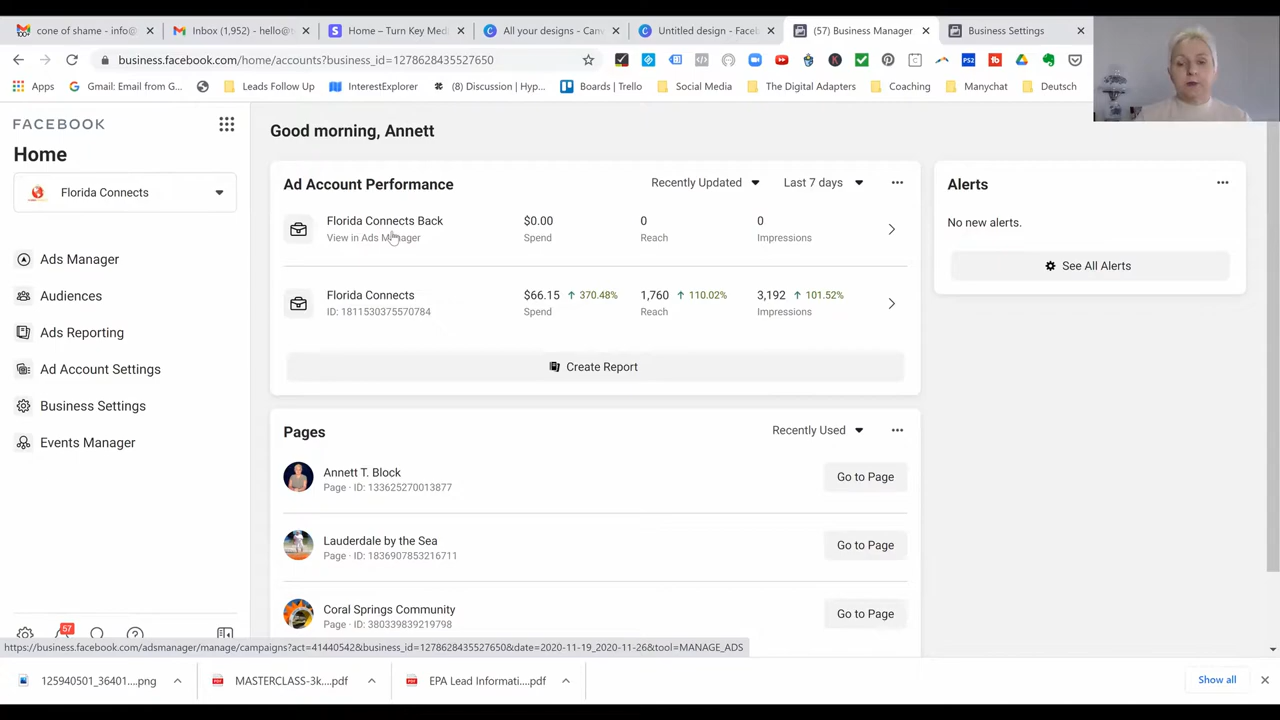 cone of shame - info@
Inbox (1,952) - hello@
Home – Turn Key Med
All your designs - Can
Untitled design - Faceb
(57) Business Manager
Business Settings
business.facebook.com/home/accounts?business_id=1278628435527650
Apps
Gmail: Email from G...
Leads Follow Up
InterestExplorer
(8) Discussion | Hyp...
Boards | Trello
Social Media
The Digital Adapters
Coaching
Manychat
Deutsch
FACEBOOK
Home
Florida Connects
Ads Manager
Audiences
Ads Reporting
Ad Account Settings
Business Settings
Events Manager
57
Good morning, Annett
Ad Account Performance
Recently Updated
Last 7 days
Florida Connects Back
View in Ads Manager
$0.00
Spend
0
Reach
0
Impressions
Florida Connects
ID: 1811530375570784
$66.15 370.48%
Spend
1,760 110.02%
Reach
3,192 101.52%
Impressions
Create Report
Pages
Recently Used
Annett T. Block
Page · ID: 133625270013877
Go to Page
Lauderdale by the Sea
Page · ID: 1836907853216711
Go to Page
Coral Springs Community
Page · ID: 380339839219798
Go to Page
Alerts
No new alerts.
See All Alerts
https://business.facebook.com/adsmanager/manage/campaigns?act=41440542&business_id=1278628435527650&date=2020-11-19_2020-11-26&tool=MANAGE_ADS
125940501_36401....png
MASTERCLASS-3k....pdf
EPA Lead Informati....pdf
Show all